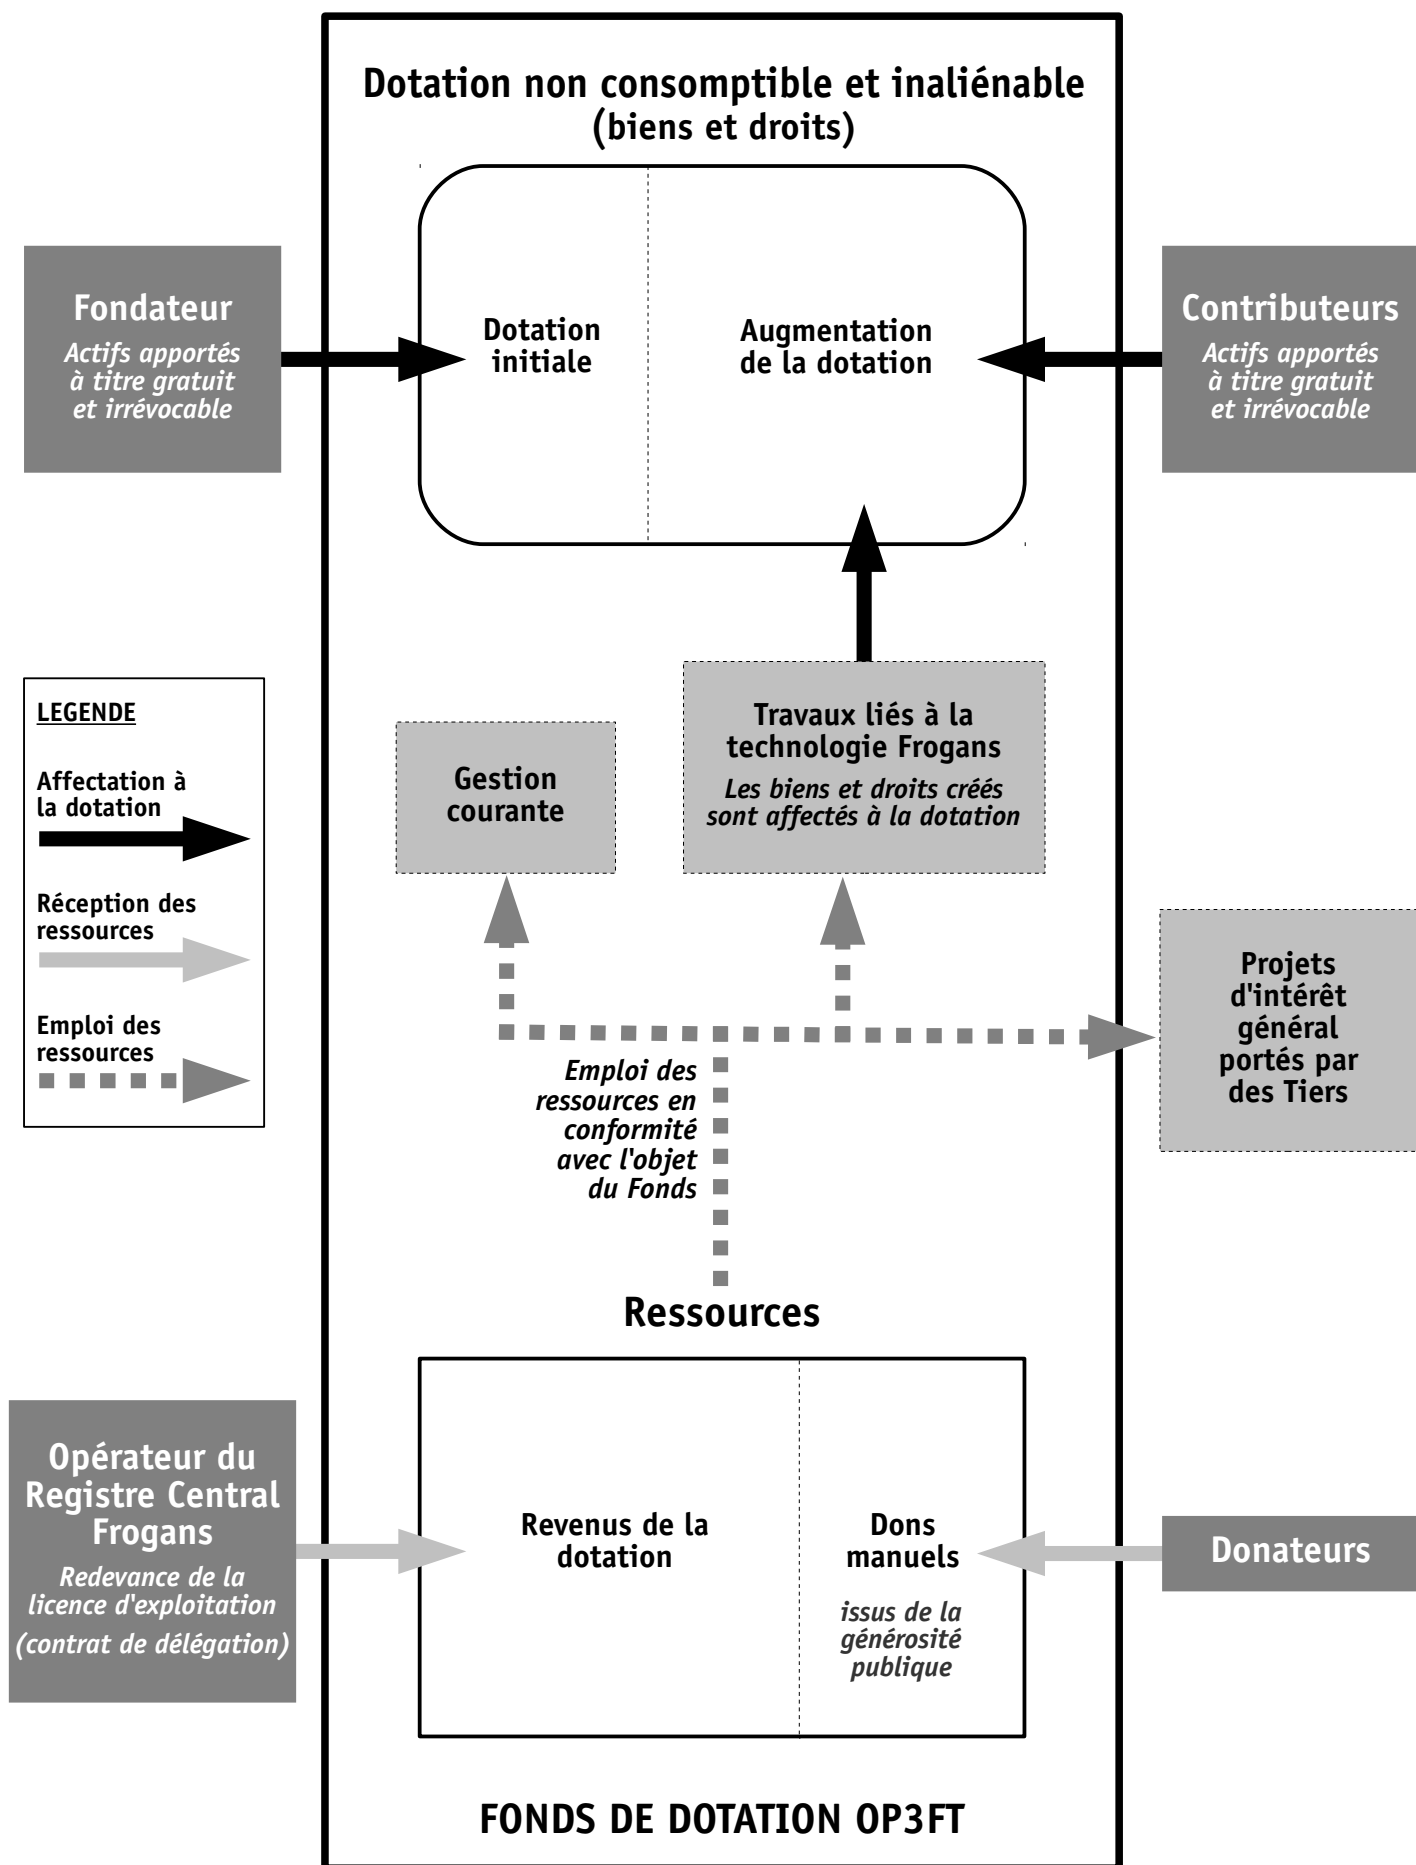 Dotation non consomptible et inaliénable
(biens et droits)
Fondateur
Actifs apportés
à titre gratuit
et irrévocable
Dotation
initiale
Augmentation
de la dotation
Contributeurs
Actifs apportés
à titre gratuit
et irrévocable
LEGENDE
Affectation à
la dotation
Réception des
ressources
Emploi des
ressources
Gestion
courante
Travaux liés à la
technologie Frogans
Les biens et droits créés
sont affectés à la dotation
Projets
d'intérêt
général
portés par
des Tiers
Emploi des
ressources en
conformité
avec l'objet
du Fonds
Ressources
Opérateur du
Registre Central
Frogans
Redevance de la
licence d'exploitation
(contrat de délégation)
Revenus de la
dotation
Dons
manuels
issus de la
générosité
publique
Donateurs
FONDS DE DOTATION OP3FT